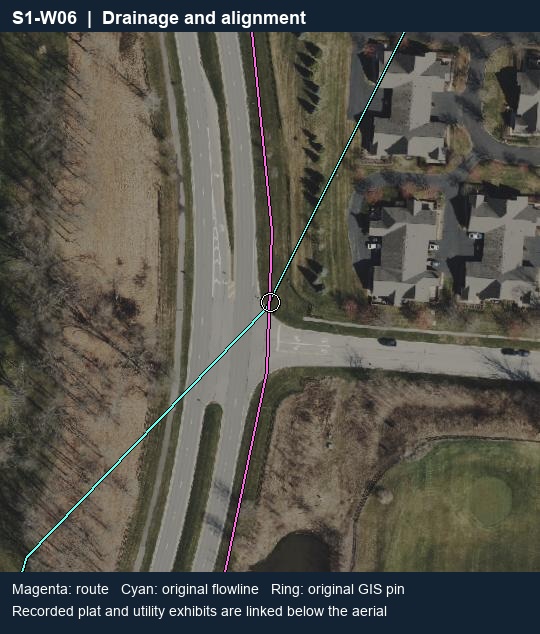 S1-W06 | Drainage and alignment
Magenta: route Cyan: original flowline Ring: original GIS pin
Recorded plat and utility exhibits are linked below the aerial